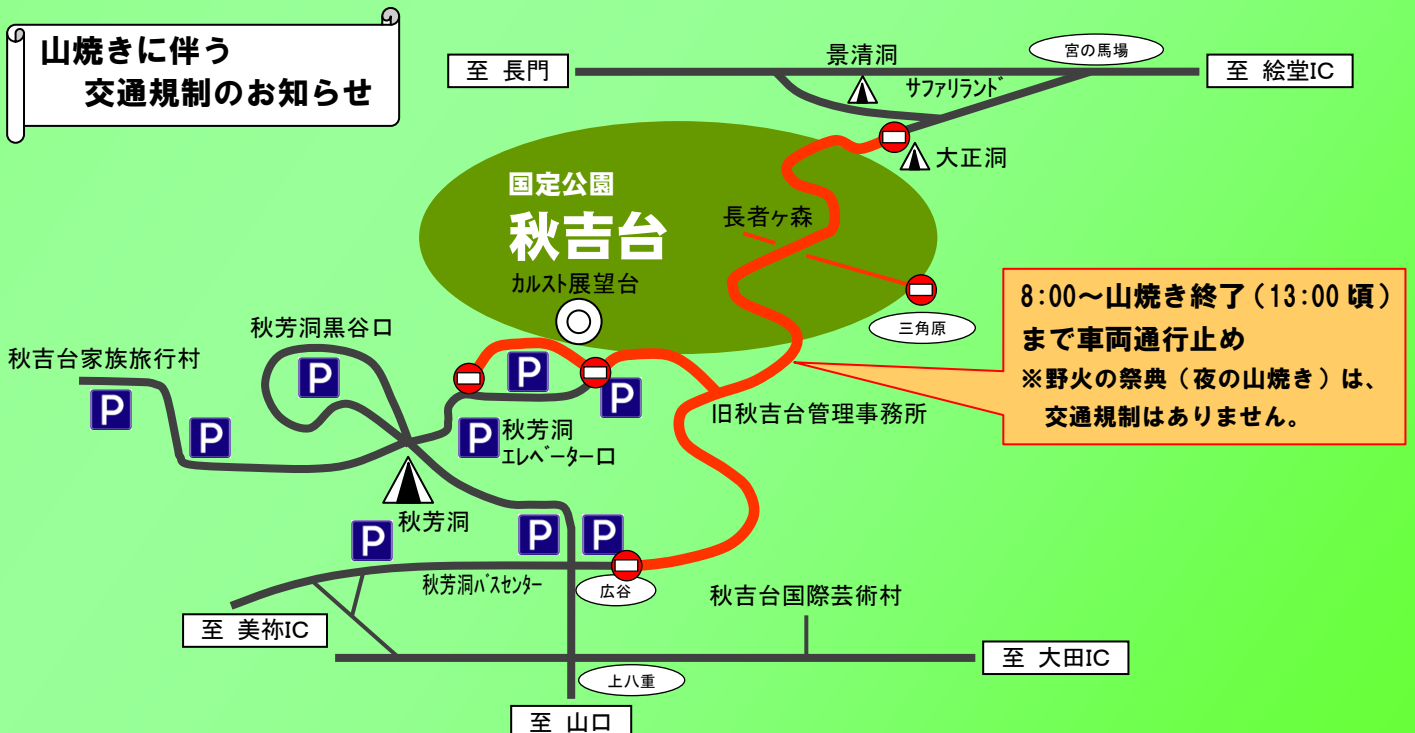 山焼きに伴う
交通規制のお知らせ
至 長門
景清洞
宮の馬場
至 絵堂IC
サファリランド
大正洞
国定公園
秋吉台
長者ヶ森
カルスト展望台
三角原
8:00～山焼き終了(13:00 頃)
まで車両通行止め
※野火の祭典（夜の山焼き）は、
交通規制はありません。
秋芳洞黒谷口
秋吉台家族旅行村
P
P
P
P
P
P
旧秋吉台管理事務所
秋芳洞
エレベーター口
秋芳洞
P
P
P
秋芳洞バスセンター
広谷
秋吉台国際芸術村
至 美祢IC
至 大田IC
上八重
至 山口